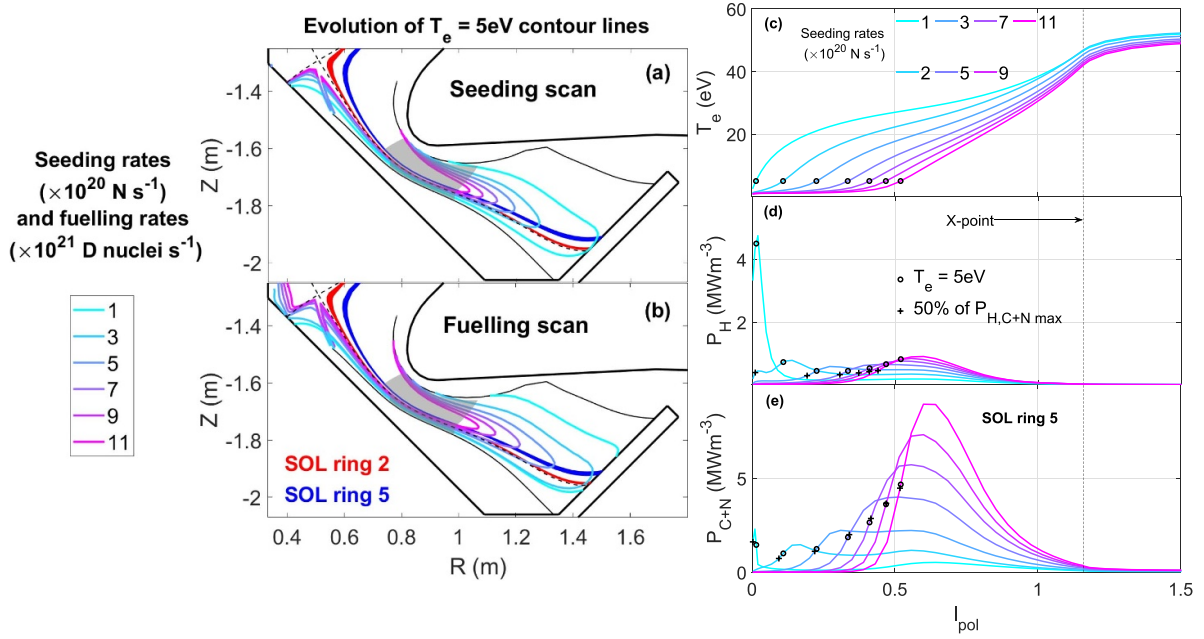 Evolution of T_e = 5eV contour lines
Seeding rates
(×10^20 N s^-1)
and fuelling rates
(×10^21 D nuclei s^-1)
1
3
5
7
9
11
(a)
Seeding scan
Z (m)
-1.4
-1.6
-1.8
-2
(b)
Fuelling scan
SOL ring 2
SOL ring 5
Z (m)
-1.4
-1.6
-1.8
-2
0.4 0.6 0.8 1 1.2 1.4 1.6
R (m)
(c)
Seeding rates
(×10^20 N s^-1)
1 3 7 11
2 5 9
T_e (eV)
60
40
20
(d)
X-point
T_e = 5eV
50% of P_H,C+N max
P_H (MWm^-3)
4
2
(e)
SOL ring 5
P_C+N (MWm^-3)
5
0
0 0.5 1 1.5
I_pol